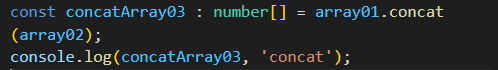 const concatArray03 : number[] = array01.concat
(array02);
console.log(concatArray03, 'concat');